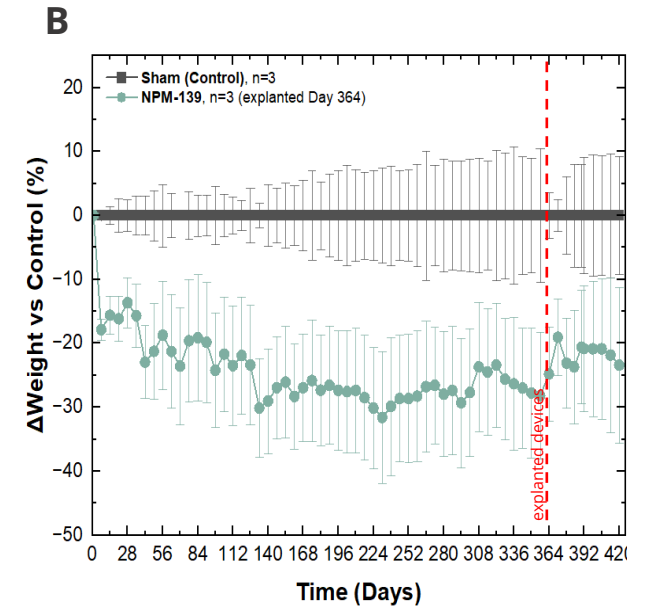 B
Sham (Control), n=3
NPM-139, n=3 (explanted Day 364)
ΔWeight vs Control (%)
20
10
0
−10
−20
−30
−40
−50
explanted devices
0 28 56 84 112 140 168 196 224 252 280 308 336 364 392 420
Time (Days)